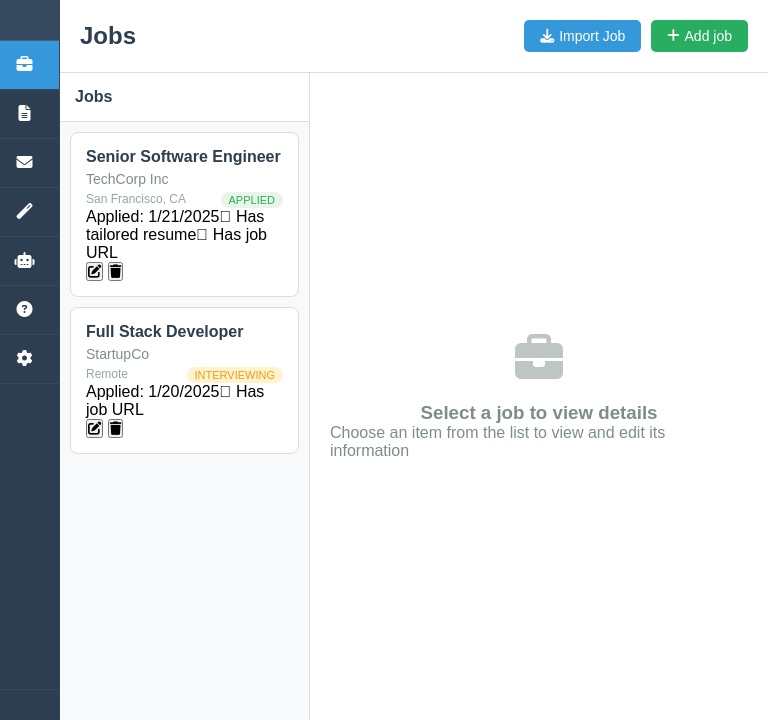 Jobs
Import Job
Add job
Jobs
Senior Software Engineer
TechCorp Inc
San Francisco, CA
APPLIED
Applied: 1/21/2025 Has
tailored resume Has job
URL
Full Stack Developer
StartupCo
Remote
INTERVIEWING
Applied: 1/20/2025 Has
job URL
Select a job to view details
Choose an item from the list to view and edit its
information